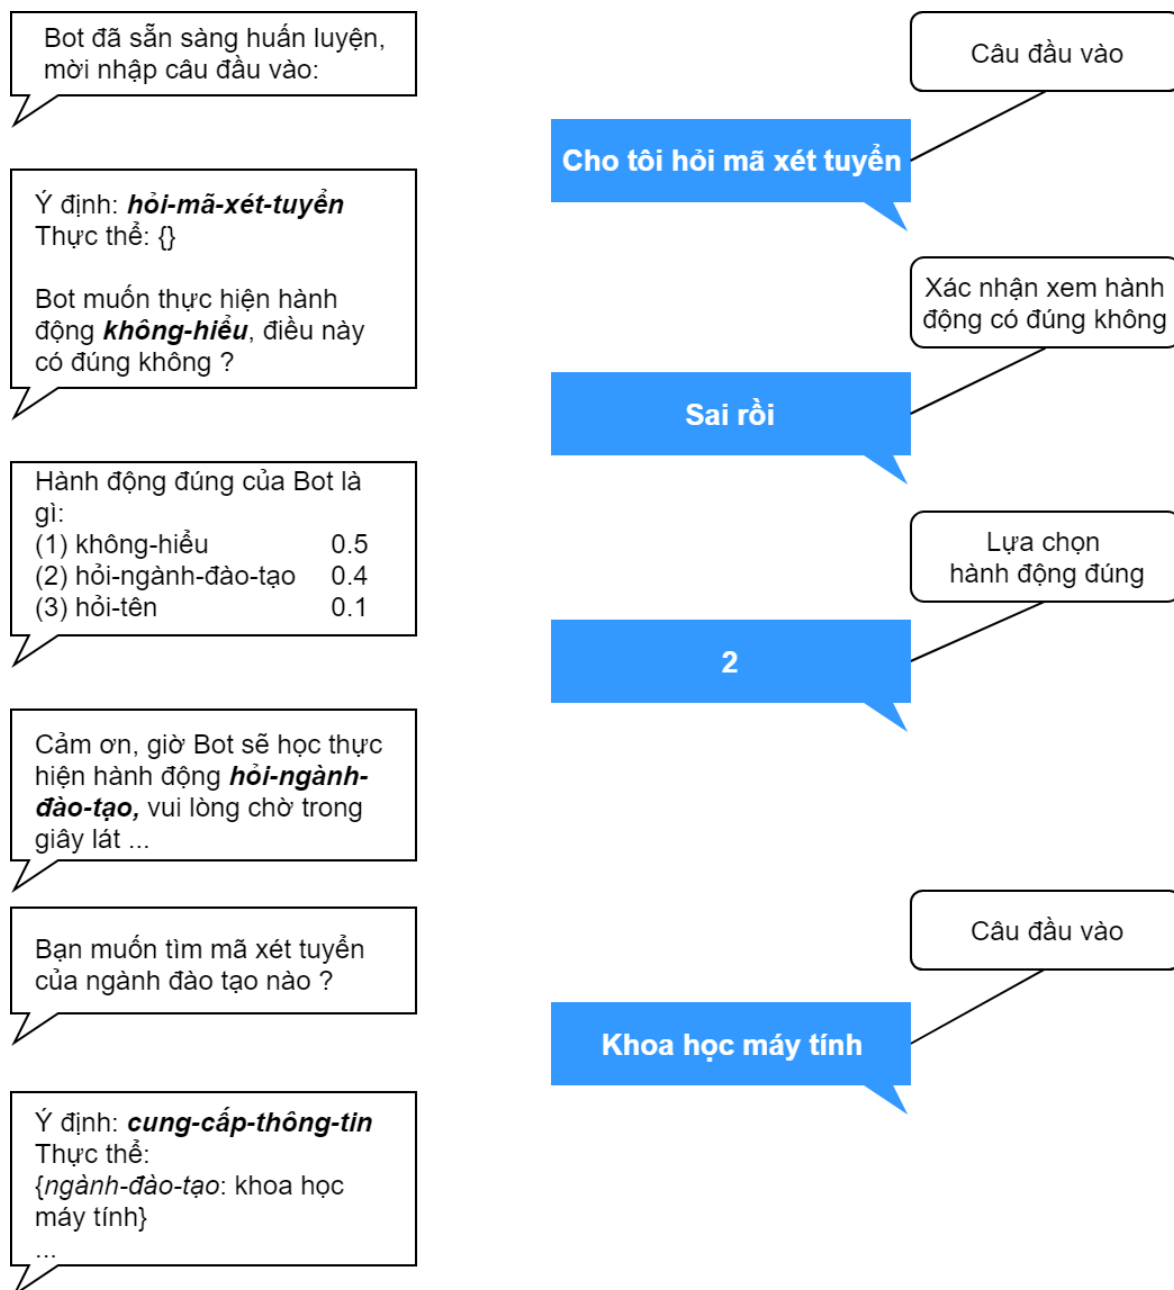 Bot đã sẵn sàng huấn luyện,
mời nhập câu đầu vào:
Câu đầu vào
Cho tôi hỏi mã xét tuyển
Ý định: hỏi-mã-xét-tuyển
Thực thể: {}
Bot muốn thực hiện hành
động không-hiểu, điều này
có đúng không ?
Xác nhận xem hành
động có đúng không
Sai rồi
Hành động đúng của Bot là
gì:
(1) không-hiểu 0.5
(2) hỏi-ngành-đào-tạo 0.4
(3) hỏi-tên 0.1
Lựa chọn
hành động đúng
2
Cảm ơn, giờ Bot sẽ học thực
hiện hành động hỏi-ngành-
đào-tạo, vui lòng chờ trong
giây lát ...
Bạn muốn tìm mã xét tuyển
của ngành đào tạo nào ?
Câu đầu vào
Khoa học máy tính
Ý định: cung-cấp-thông-tin
Thực thể:
{ngành-đào-tạo: khoa học
máy tính}
...